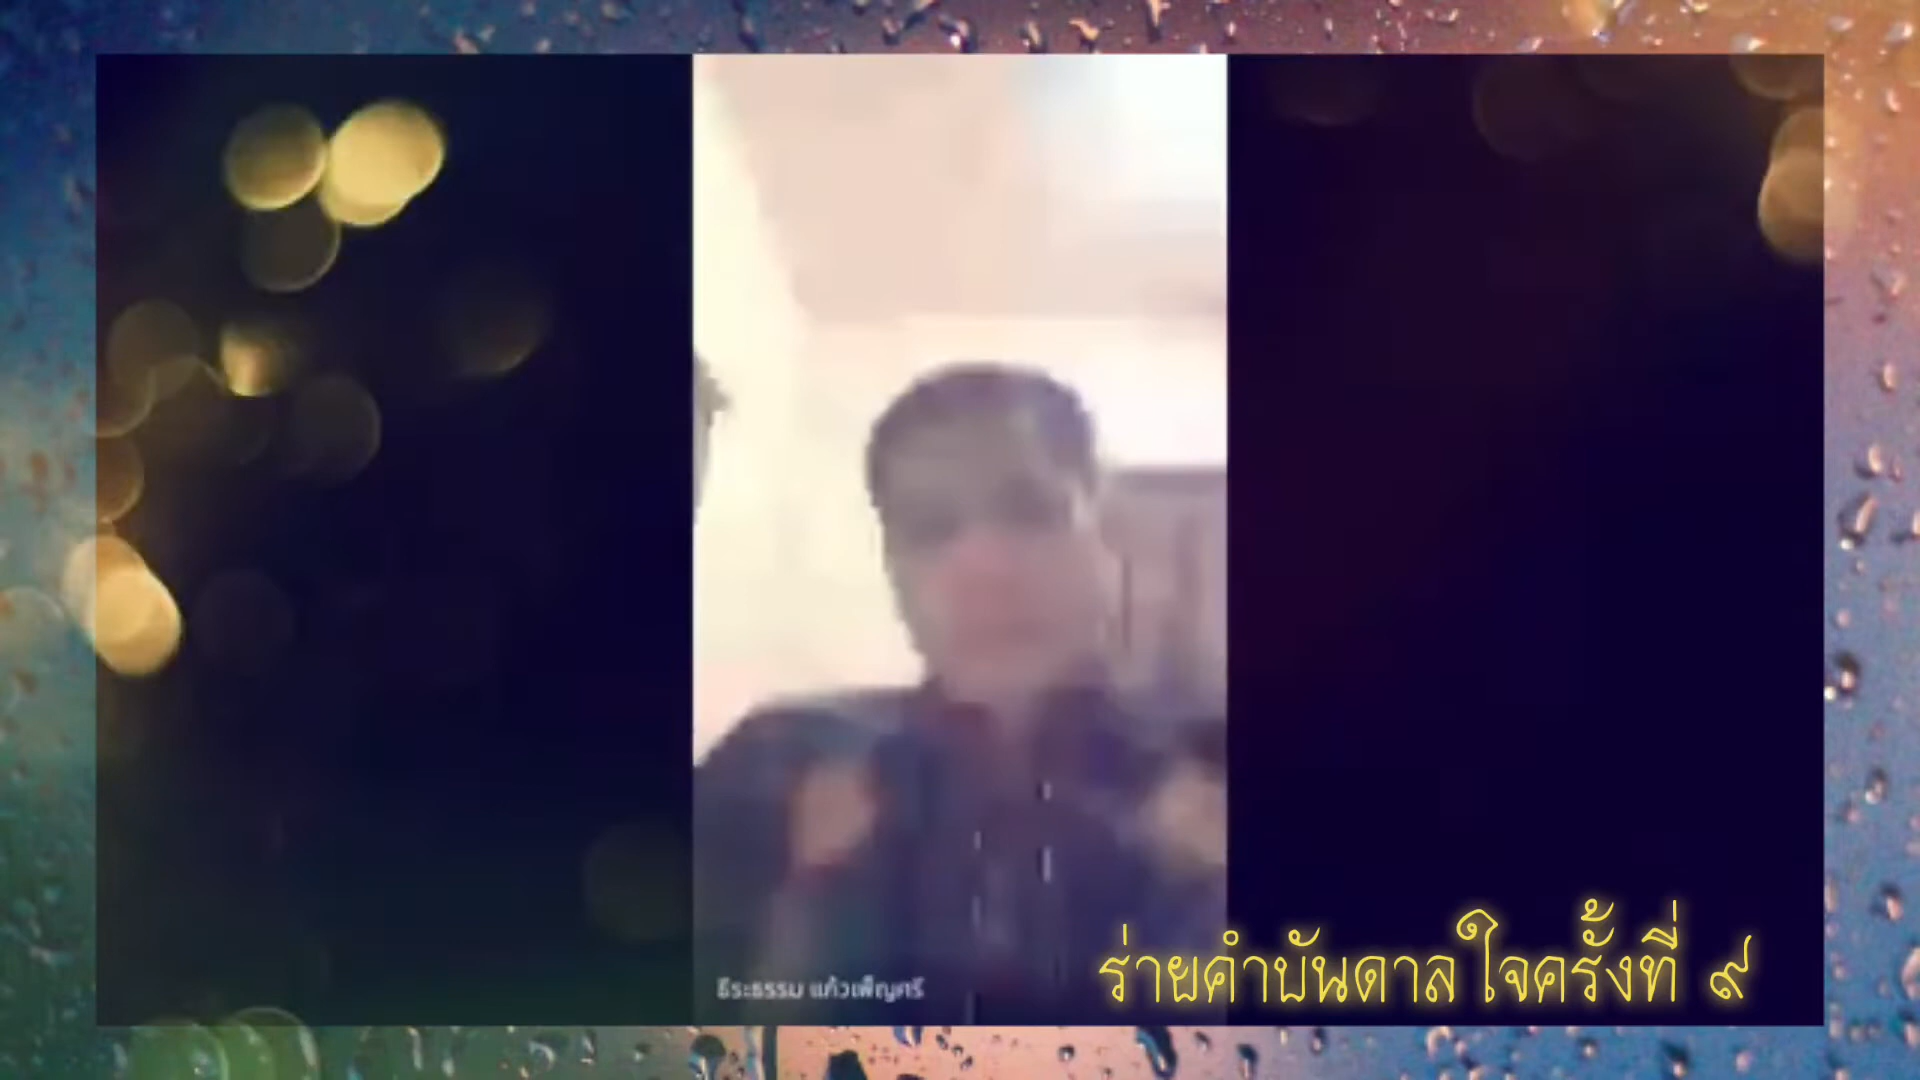 ธีระธรรม แก้วเพ็ญศรี
ร่ายคำบันดาลใจครั้งที่ ๙